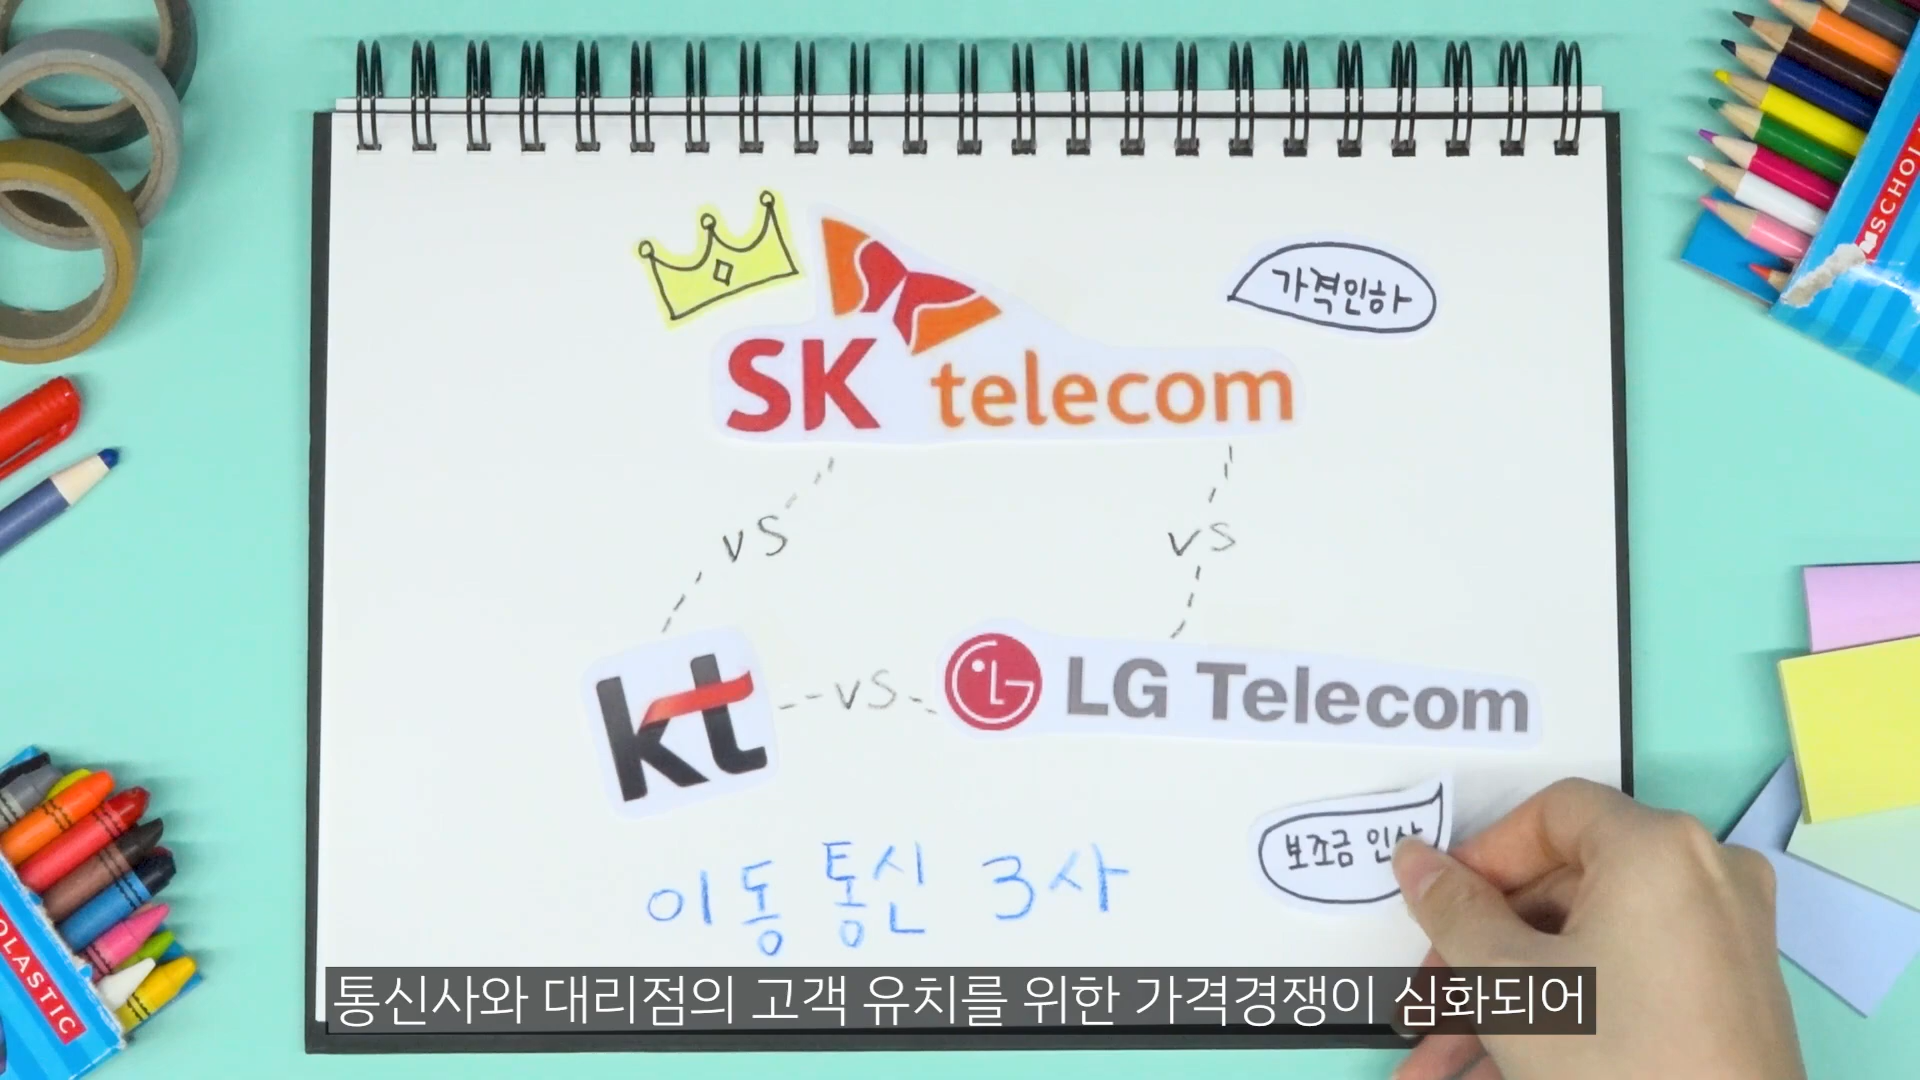 가격인하
SK telecom
vs
vs
kt
vs
LG Telecom
보조금 인상
이동통신 3사
통신사와 대리점의 고객 유치를 위한 가격경쟁이 심화되어
SCHOL
OLASTIC